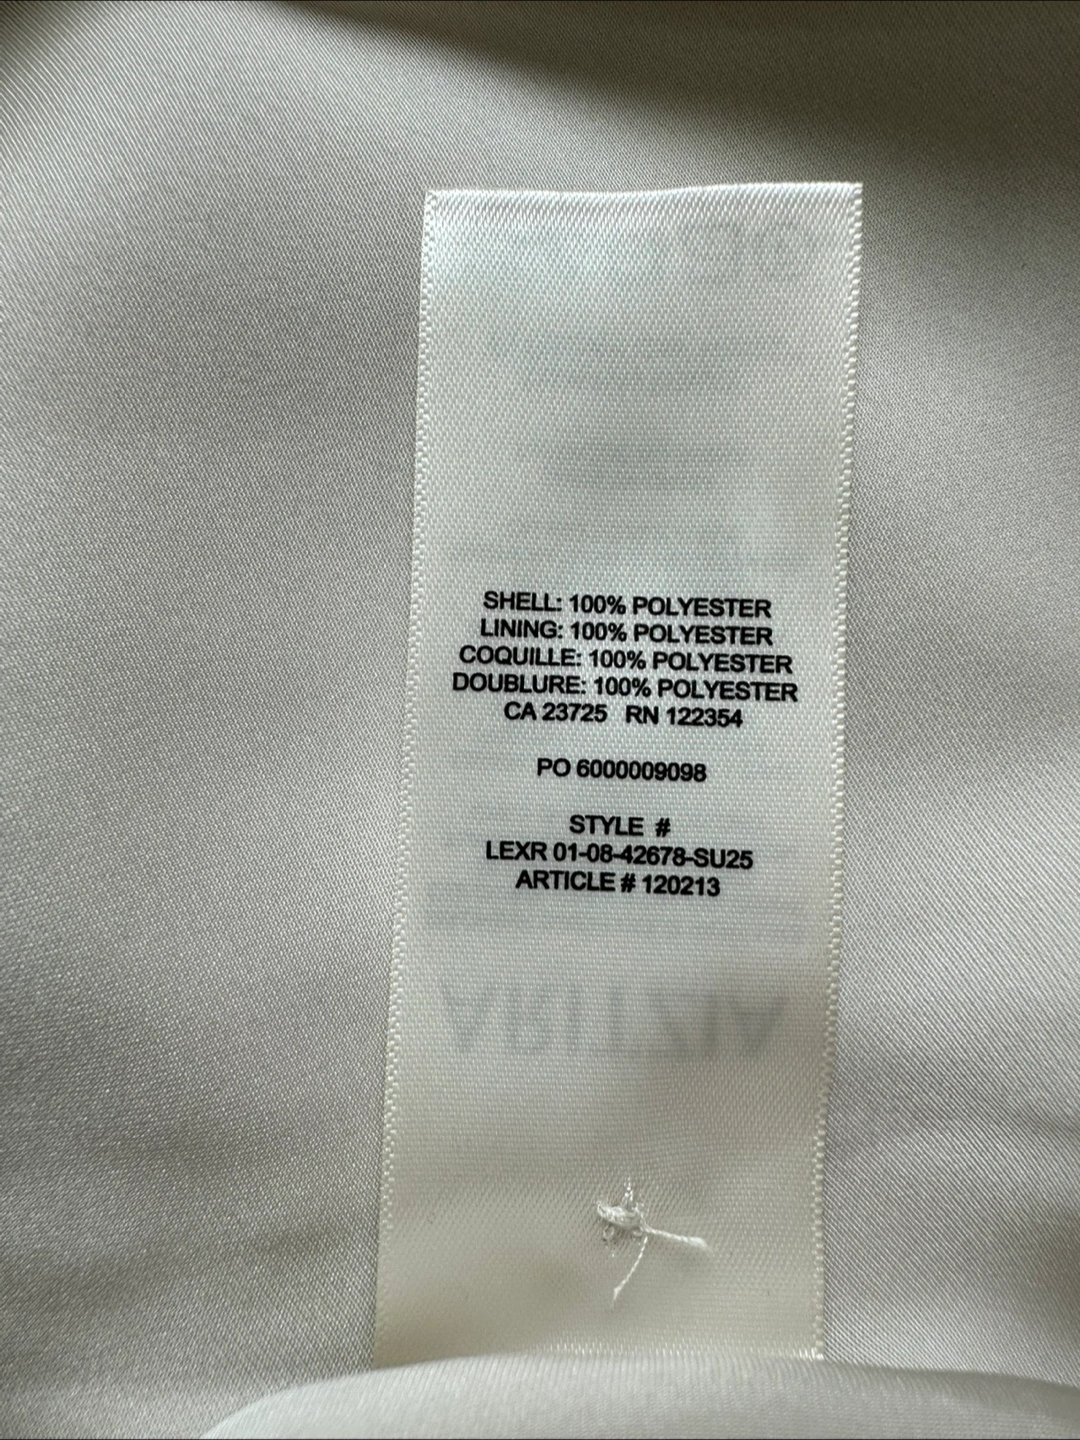 SHELL: 100% POLYESTER
LINING: 100% POLYESTER
COQUILLE: 100% POLYESTER
DOUBLURE: 100% POLYESTER
CA 23725 RN 122354
PO 6000009098
STYLE #
LEXR 01-08-42678-SU25
ARTICLE # 120213
ARITZIA